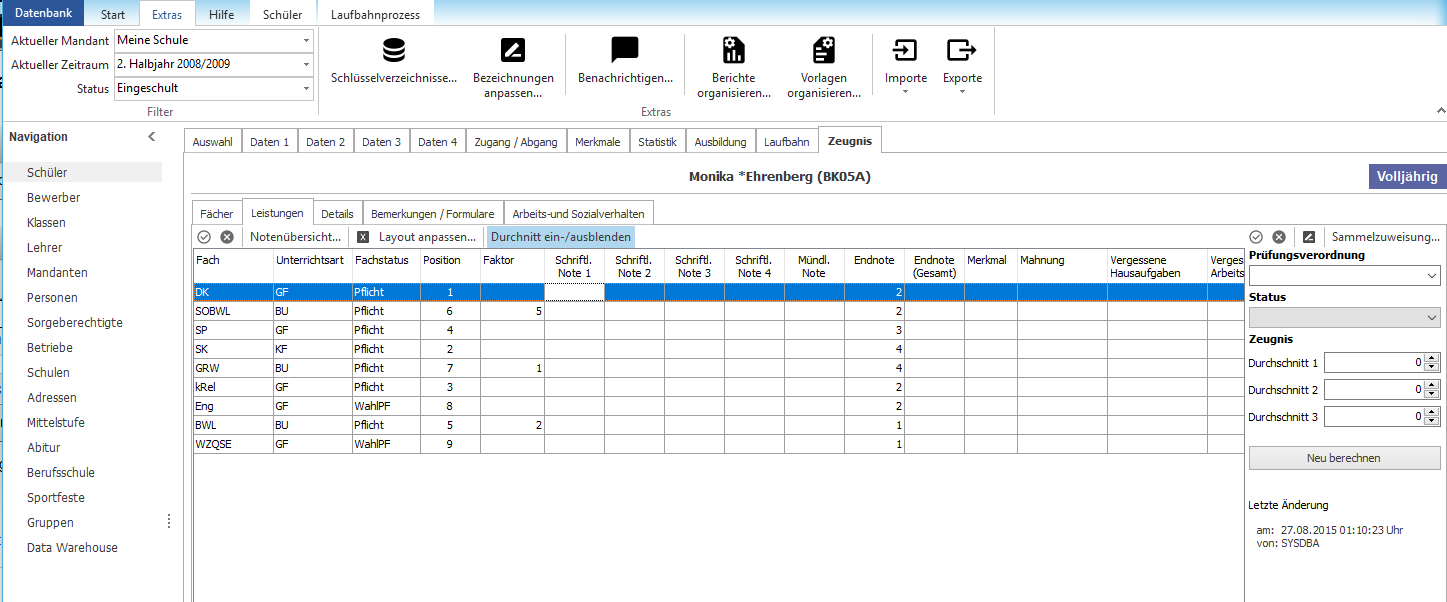 Datenbank Start Extras Hilfe Schüler Laufbahnprozess
Aktueller Mandant Meine Schule
Aktueller Zeitraum 2. Halbjahr 2008/2009
Status Eingeschult
Filter
Schlüsselverzeichnisse...
Bezeichnungen
anpassen...
Benachrichtigen...
Berichte
organisieren...
Vorlagen
organisieren...
Importe
Exporte
Extras
Navigation
Schüler
Bewerber
Klassen
Lehrer
Mandanten
Personen
Sorgeberechtigte
Betriebe
Schulen
Adressen
Mittelstufe
Abitur
Berufsschule
Sportfeste
Gruppen
Data Warehouse
Auswahl Daten 1 Daten 2 Daten 3 Daten 4 Zugang / Abgang Merkmale Statistik Ausbildung Laufbahn Zeugnis
Monika *Ehrenberg (BK05A)
Volljährig
Fächer Leistungen Details Bemerkungen / Formulare Arbeits-und Sozialverhalten
Notenübersicht... Layout anpassen... Durchnitt ein-/ausblenden
Fach Unterrichtsart Fachstatus Position Faktor Schriftl. Note 1 Schriftl. Note 2 Schriftl. Note 3 Schriftl. Note 4 Mündl. Note Endnote Endnote (Gesamt) Merkmal Mahnung Vergessene Hausaufgaben Verges Arbeits
DK GF Pflicht 1 2
SOBWL BU Pflicht 6 5 2
SP GF Pflicht 4 3
SK KF Pflicht 2 4
GRW BU Pflicht 7 1 4
kRel GF Pflicht 3 2
Eng GF WahlPF 8 2
BWL BU Pflicht 5 2 1
WZQSE GF WahlPF 9 1
Sammelzuweisung...
Prüfungsverordnung
Status
Zeugnis
Durchschnitt 1 0
Durchschnitt 2 0
Durchschnitt 3 0
Neu berechnen
Letzte Änderung
am: 27.08.2015 01:10:23 Uhr
von: SYSDBA